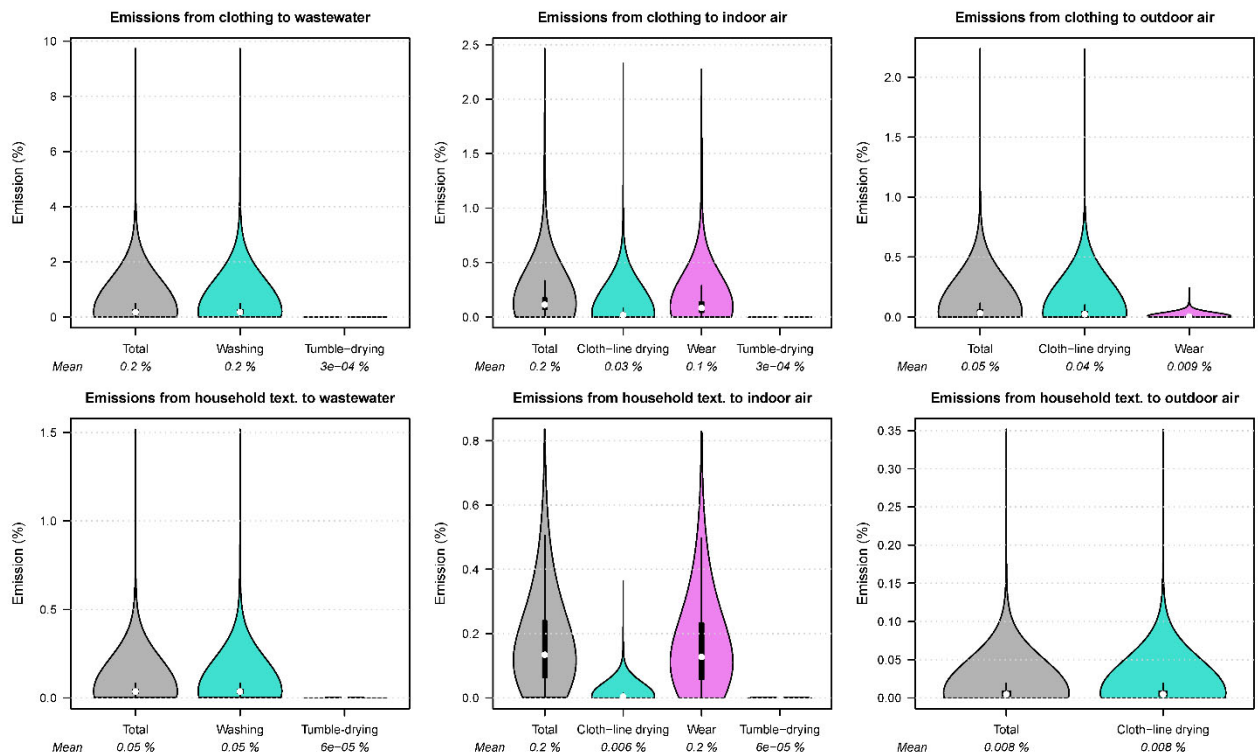 Emissions from clothing to wastewater
Emission (%)
10
8
6
4
2
0
Total Washing Tumble−drying
Mean 0.2 % 0.2 % 3e−04 %
Emissions from clothing to indoor air
Emission (%)
2.5
2.0
1.5
1.0
0.5
0.0
Total Cloth−line drying Wear Tumble−drying
Mean 0.2 % 0.03 % 0.1 % 3e−04 %
Emissions from clothing to outdoor air
Emission (%)
2.0
1.0
0.5
0.0
Total Cloth−line drying Wear
Mean 0.05 % 0.04 % 0.009 %
Emissions from household text. to wastewater
Emission (%)
1.5
1.0
0.5
0.0
Total Washing Tumble-drying
Mean 0.05 % 0.05 % 6e−05 %
Emissions from household text. to indoor air
Emission (%)
0.8
0.6
0.4
0.2
0.0
Total Cloth−line drying Wear Tumble-drying
Mean 0.2 % 0.006 % 0.2 % 6e−05 %
Emissions from household text. to outdoor air
Emission (%)
0.35
0.30
0.25
0.20
0.15
0.10
0.05
0.00
Total Cloth−line drying
Mean 0.008 % 0.008 %